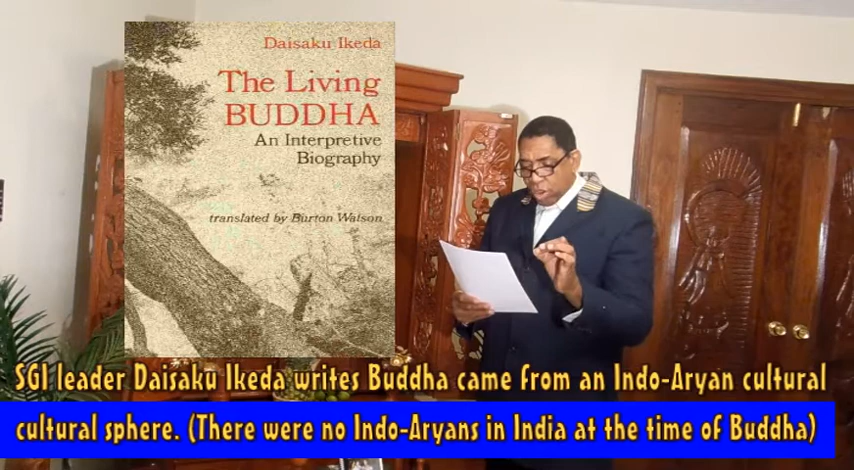 Daisaku Ikeda
The Living
BUDDHA
An Interpretive
Biography
translated by Burton Watson
SGI leader Daisaku Ikeda writes Buddha came from an Indo-Aryan cultural
cultural sphere. (There were no Indo-Aryans in India at the time of Buddha)